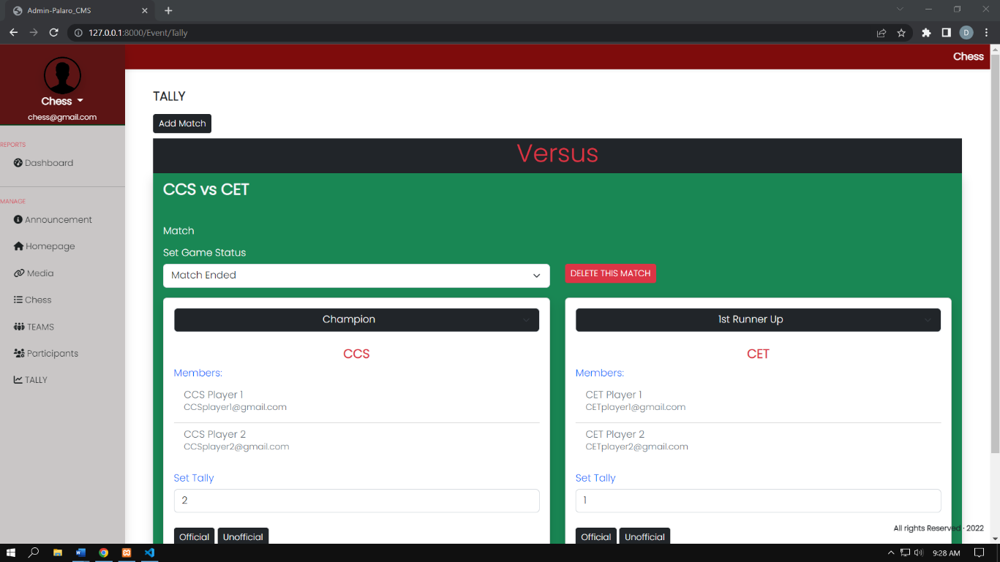 Admin-Palaro_CMS
127.0.0.1:8000/Event/Tally
D
Chess
Chess
chess@gmail.com
REPORTS
Dashboard
MANAGE
Announcement
Homepage
Media
Chess
TEAMS
Participants
TALLY
TALLY
Add Match
Versus
CCS vs CET
Match
Set Game Status
Match Ended
DELETE THIS MATCH
Champion
CCS
Members:
CCS Player 1
CCSplayer1@gmail.com
CCS Player 2
CCSplayer2@gmail.com
Set Tally
2
Official Unofficial
1st Runner Up
CET
Members:
CET Player 1
CETplayer1@gmail.com
CET Player 2
CETplayer2@gmail.com
Set Tally
1
Official Unofficial
All rights Reserved · 2022
9:28 AM